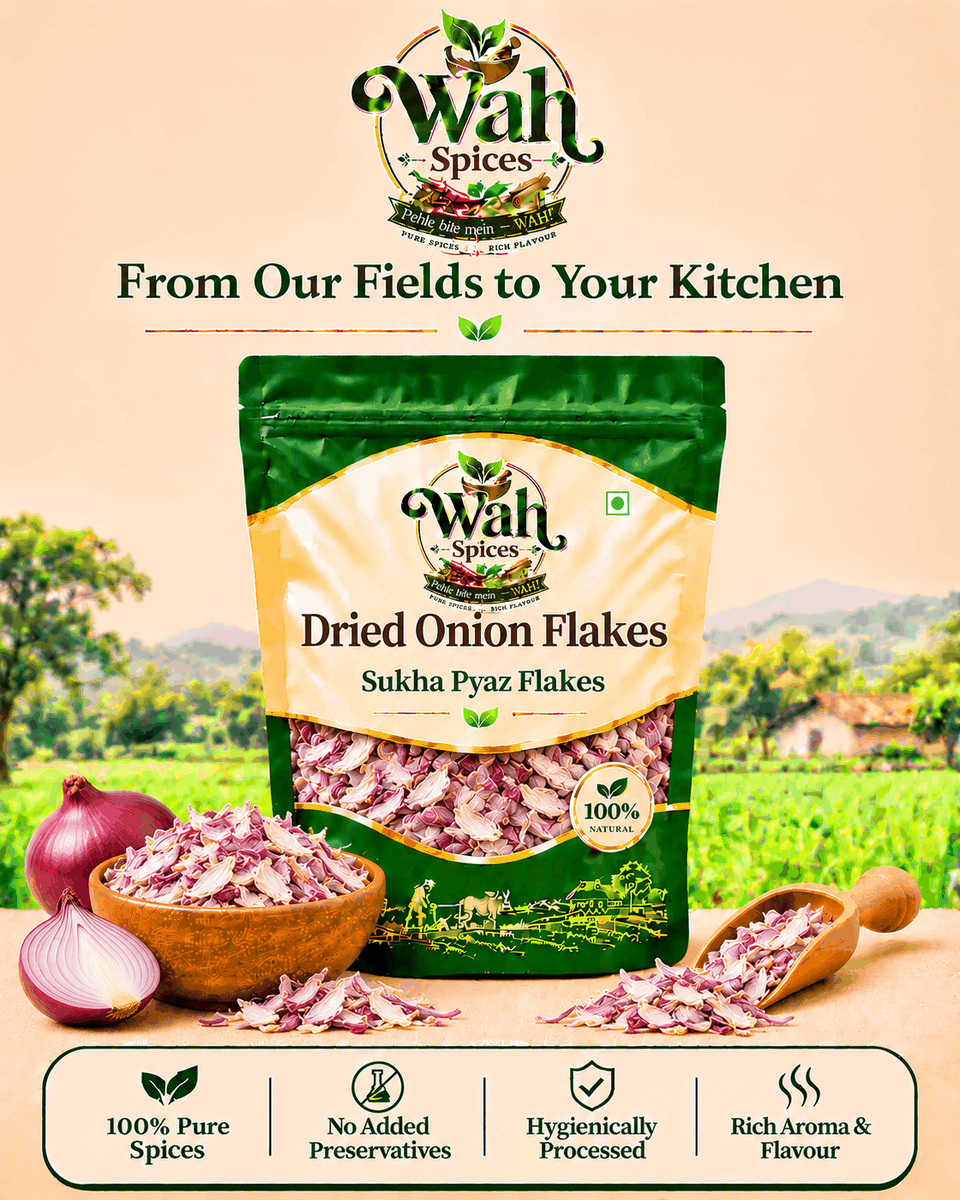 Wah
Spices
Pehle bite mein – WAH!
PURE SPICES RICH FLAVOUR
From Our Fields to Your Kitchen
Wah
Spices
Pehle bite mein – WAH!
PURE SPICES RICH FLAVOUR
Dried Onion Flakes
Sukha Pyaz Flakes
100%
NATURAL
100% Pure
Spices
No Added
Preservatives
Hygienically
Processed
Rich Aroma &
Flavour